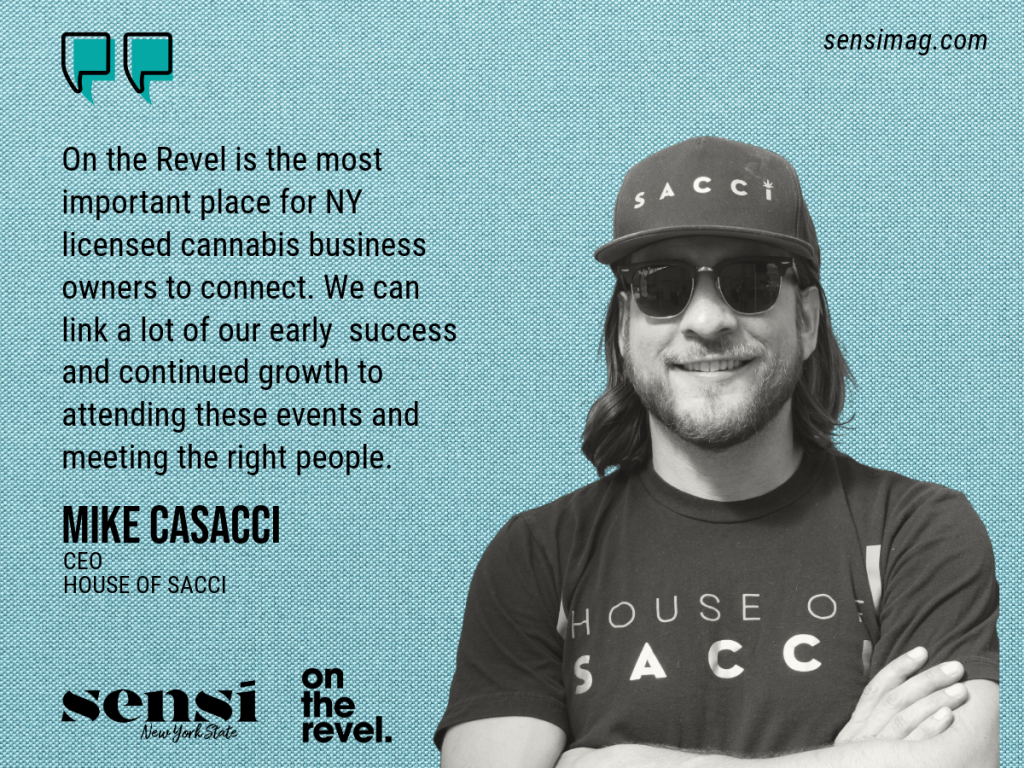 sensimag.com
On the Revel is the most
important place for NY
licensed cannabis business
owners to connect. We can
link a lot of our early  success
and continued growth to
attending these events and
meeting the right people.
MIKE CASACCI
CEO
HOUSE OF SACCI
sensi
New York State
on
the
revel.
SACCi
HOUSE OF
SACCI